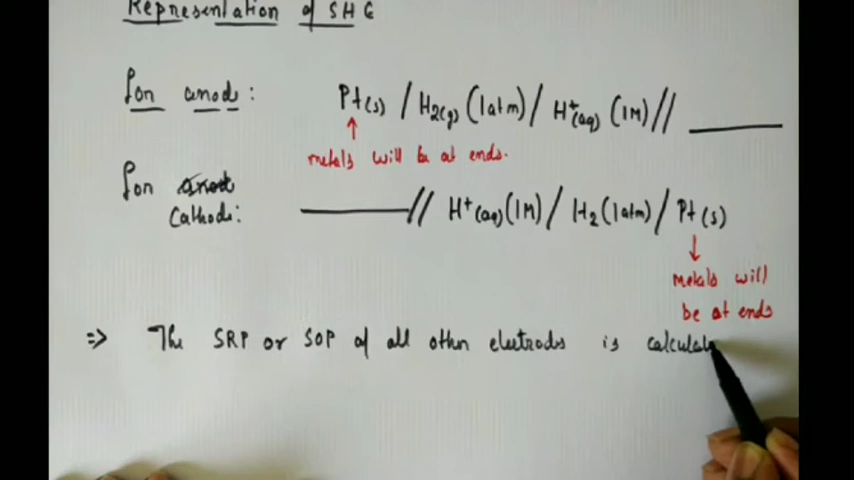 Representation of SHE
For anode: Pt(s) / H2(g) (1atm) / H+(aq) (1M) //
metals will be at ends.
For
Cathode: // H+(aq) (1M) / H2 (1atm) / Pt (s)
metals will
be at ends
⇒ The SRP or SOP of all other electrodes is calculate